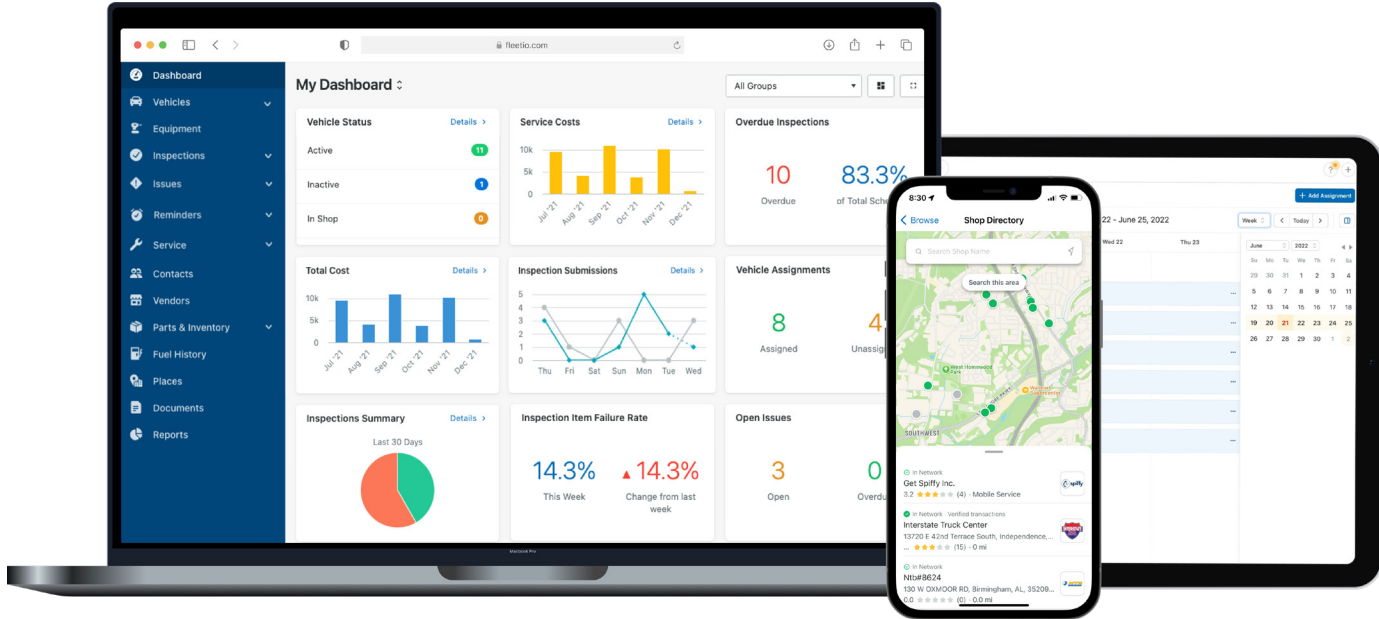 fleetio.com
Dashboard
Vehicles
Equipment
Inspections
Issues
Reminders
Service
Contacts
Vendors
Parts & Inventory
Fuel History
Places
Documents
Reports
My Dashboard
All Groups
Vehicle Status Details >
Active 11
Inactive 1
In Shop 0
Service Costs Details >
10k
5k
0
Jul '21 Aug '21 Sep '21 Oct '21 Nov '21 Dec '21
Overdue Inspections
10 83.3%
Overdue of Total Sche
Total Cost Details >
10k
5k
0
Jul '21 Aug '21 Sep '21 Oct '21 Nov '21 Dec '21
Inspection Submissions Details >
5
4
3
2
1
0
Thu Fri Sat Sun Mon Tue Wed
Vehicle Assignments
8 4
Assigned Unassig
Inspections Summary Details >
Last 30 Days
Inspection Item Failure Rate
14.3% ▲ 14.3%
This Week Change from last
week
Open Issues
3 0
Open Overdu
Macbook Pro
8:30
< Browse Shop Directory
Search Shop Name
Search this area
West Homewood
Park
SOUTHWEST
In Network
Get Spiffy Inc.
3.2 ★★★★★ (4) · Mobile Service
spiffy
In Network · Verified transactions
Interstate Truck Center
13720 E 42nd Terrace South, Independence,...
... ★★★★★ (15) · 0 mi
In Network
Ntb#8624
130 W OXMOOR RD, Birmingham, AL, 35209...
0.0 ★★★★★ (0) · 0.0 mi
?
+
+ Add Assignment
22 - June 25, 2022
Week < Today >
Wed 22 Thu 23
June 2022
Su Mo Tu We Th Fr Sa
29 30 31 1 2 3 4
5 6 7 8 9 10 11
12 13 14 15 16 17 18
19 20 21 22 23 24 25
26 27 28 29 30 1 2